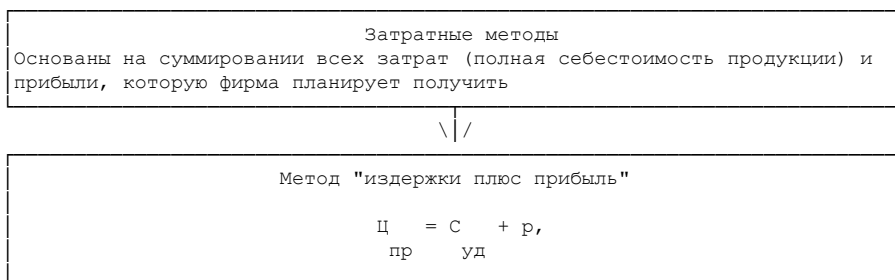 Затратные методы
Основаны на суммировании всех затрат (полная себестоимость продукции) и
прибыли, которую фирма планирует получить
\|/
Метод "издержки плюс прибыль"
Ц = С + р,
пр уд